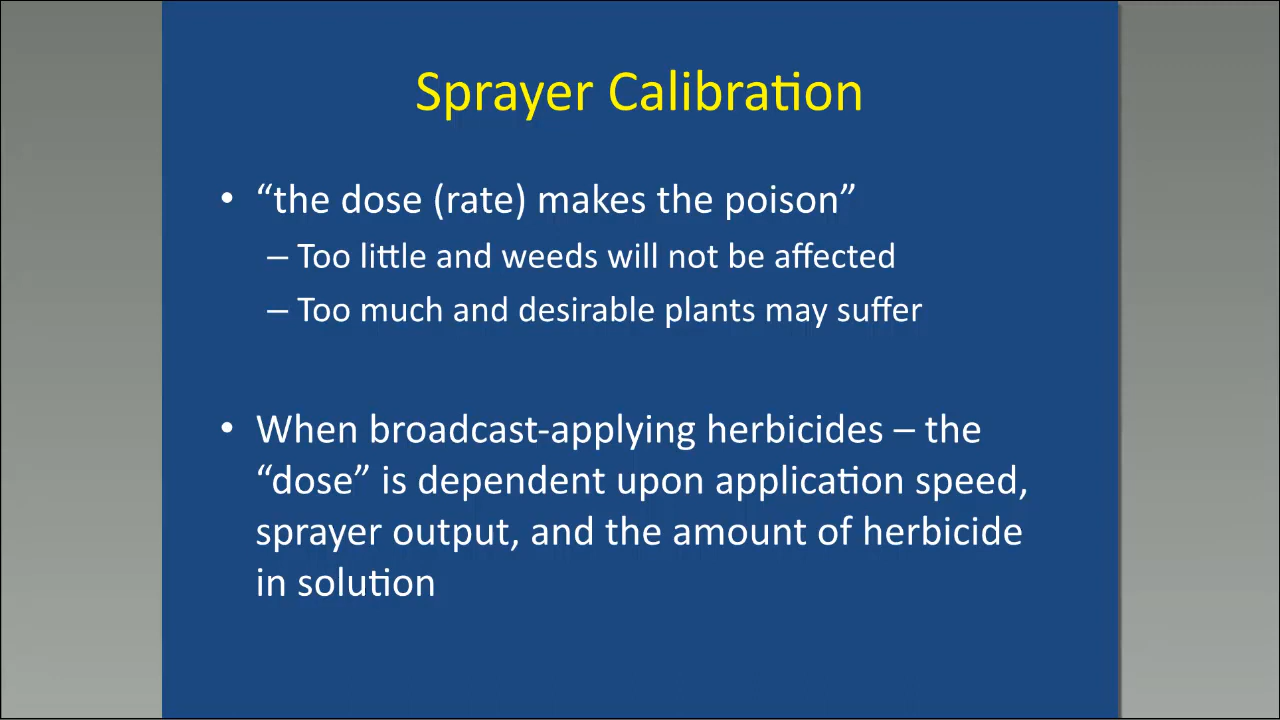 Sprayer Calibration
• “the dose (rate) makes the poison”
– Too little and weeds will not be affected
– Too much and desirable plants may suffer
• When broadcast-applying herbicides – the
“dose” is dependent upon application speed,
sprayer output, and the amount of herbicide
in solution